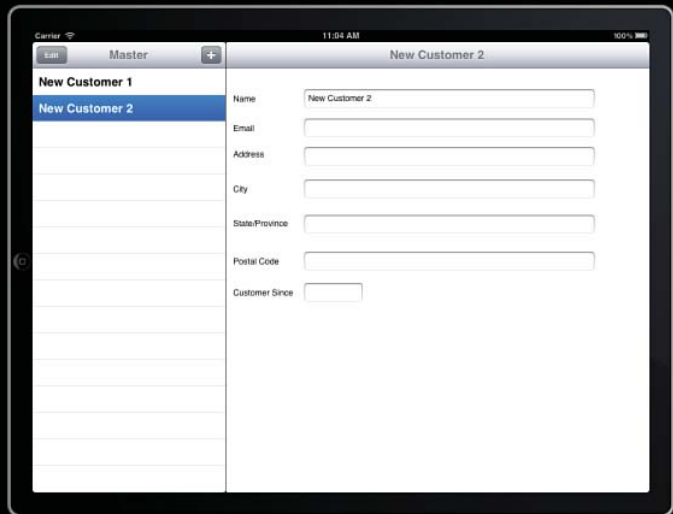 Carrier 11:04 AM 100%
Edit Master + New Customer 2
New Customer 1
New Customer 2
Name New Customer 2
Email
Address
City
State/Province
Postal Code
Customer Since